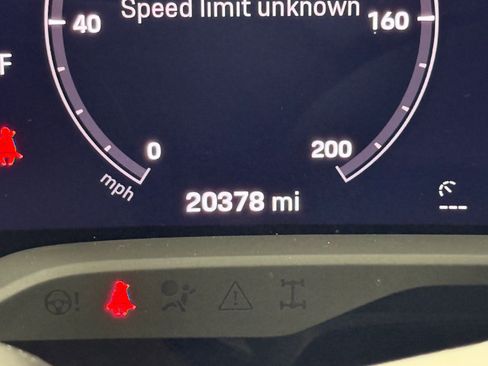 Speed limit unknown
40
160
F
0
200
mph
20378 mi
---
!
!